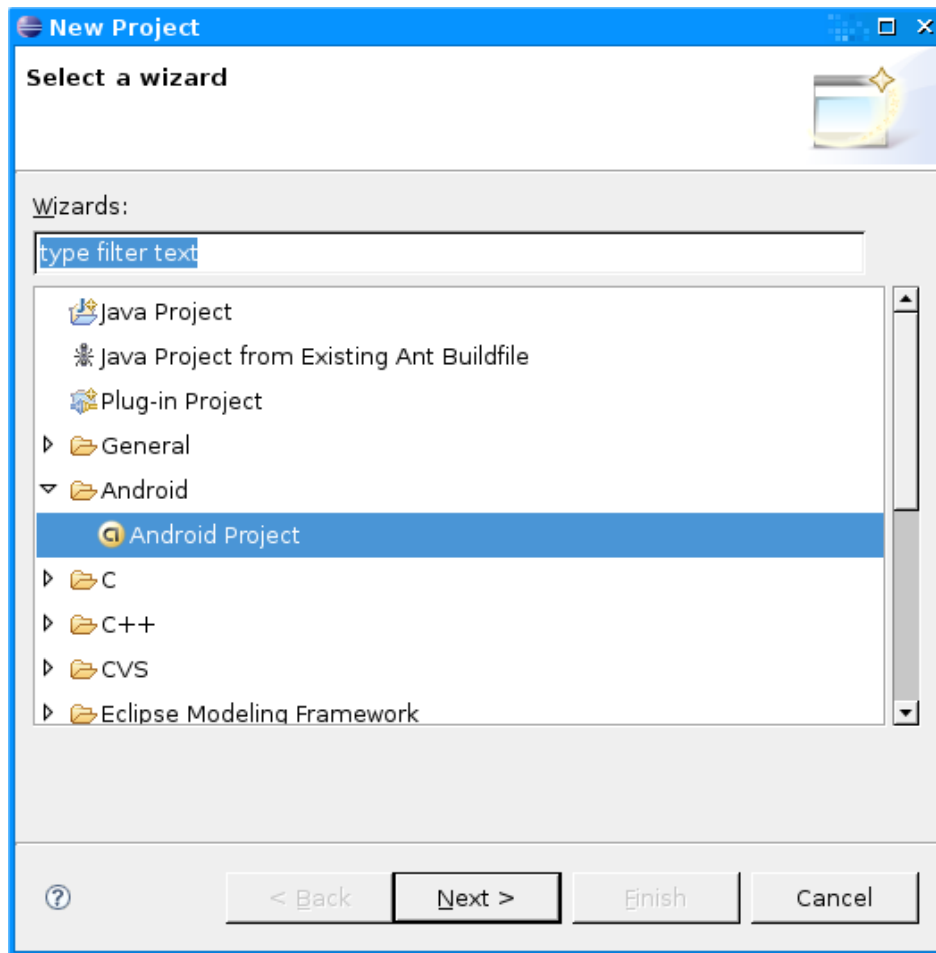 New Project
Select a wizard
Wizards:
type filter text
Java Project
Java Project from Existing Ant Buildfile
Plug-in Project
General
Android
Android Project
C
C++
CVS
Eclipse Modeling Framework
< Back Next > Finish Cancel